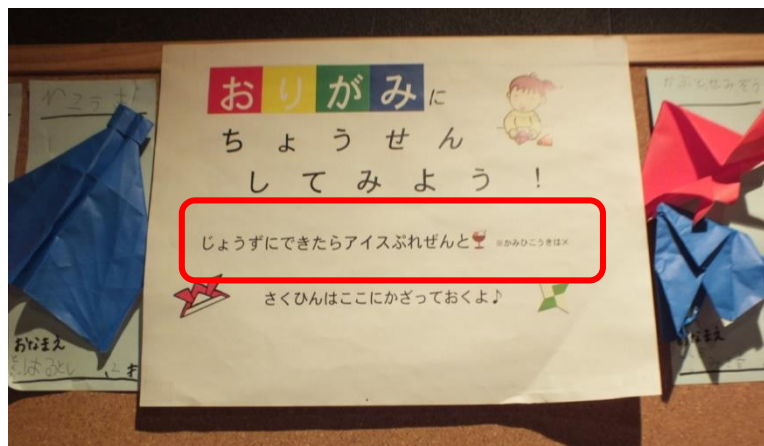 おりがみに
ちょうせん
してみよう!
じょうずにできたらアイスぷれぜんと ※かみひこうきは×
さくひんはここにかざっておくよ♪
おなまえ